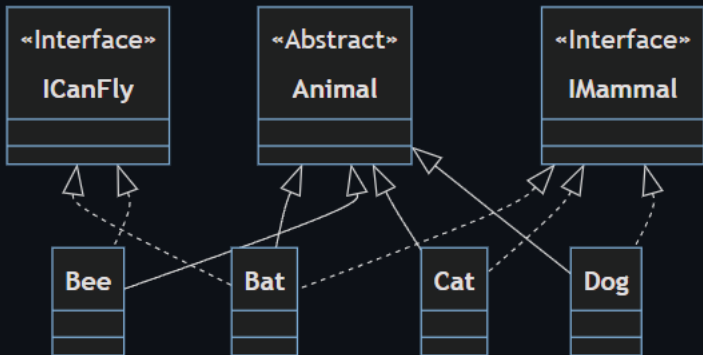 «Interface»
ICanFly
«Abstract»
Animal
«Interface»
IMammal
Bee
Bat
Cat
Dog